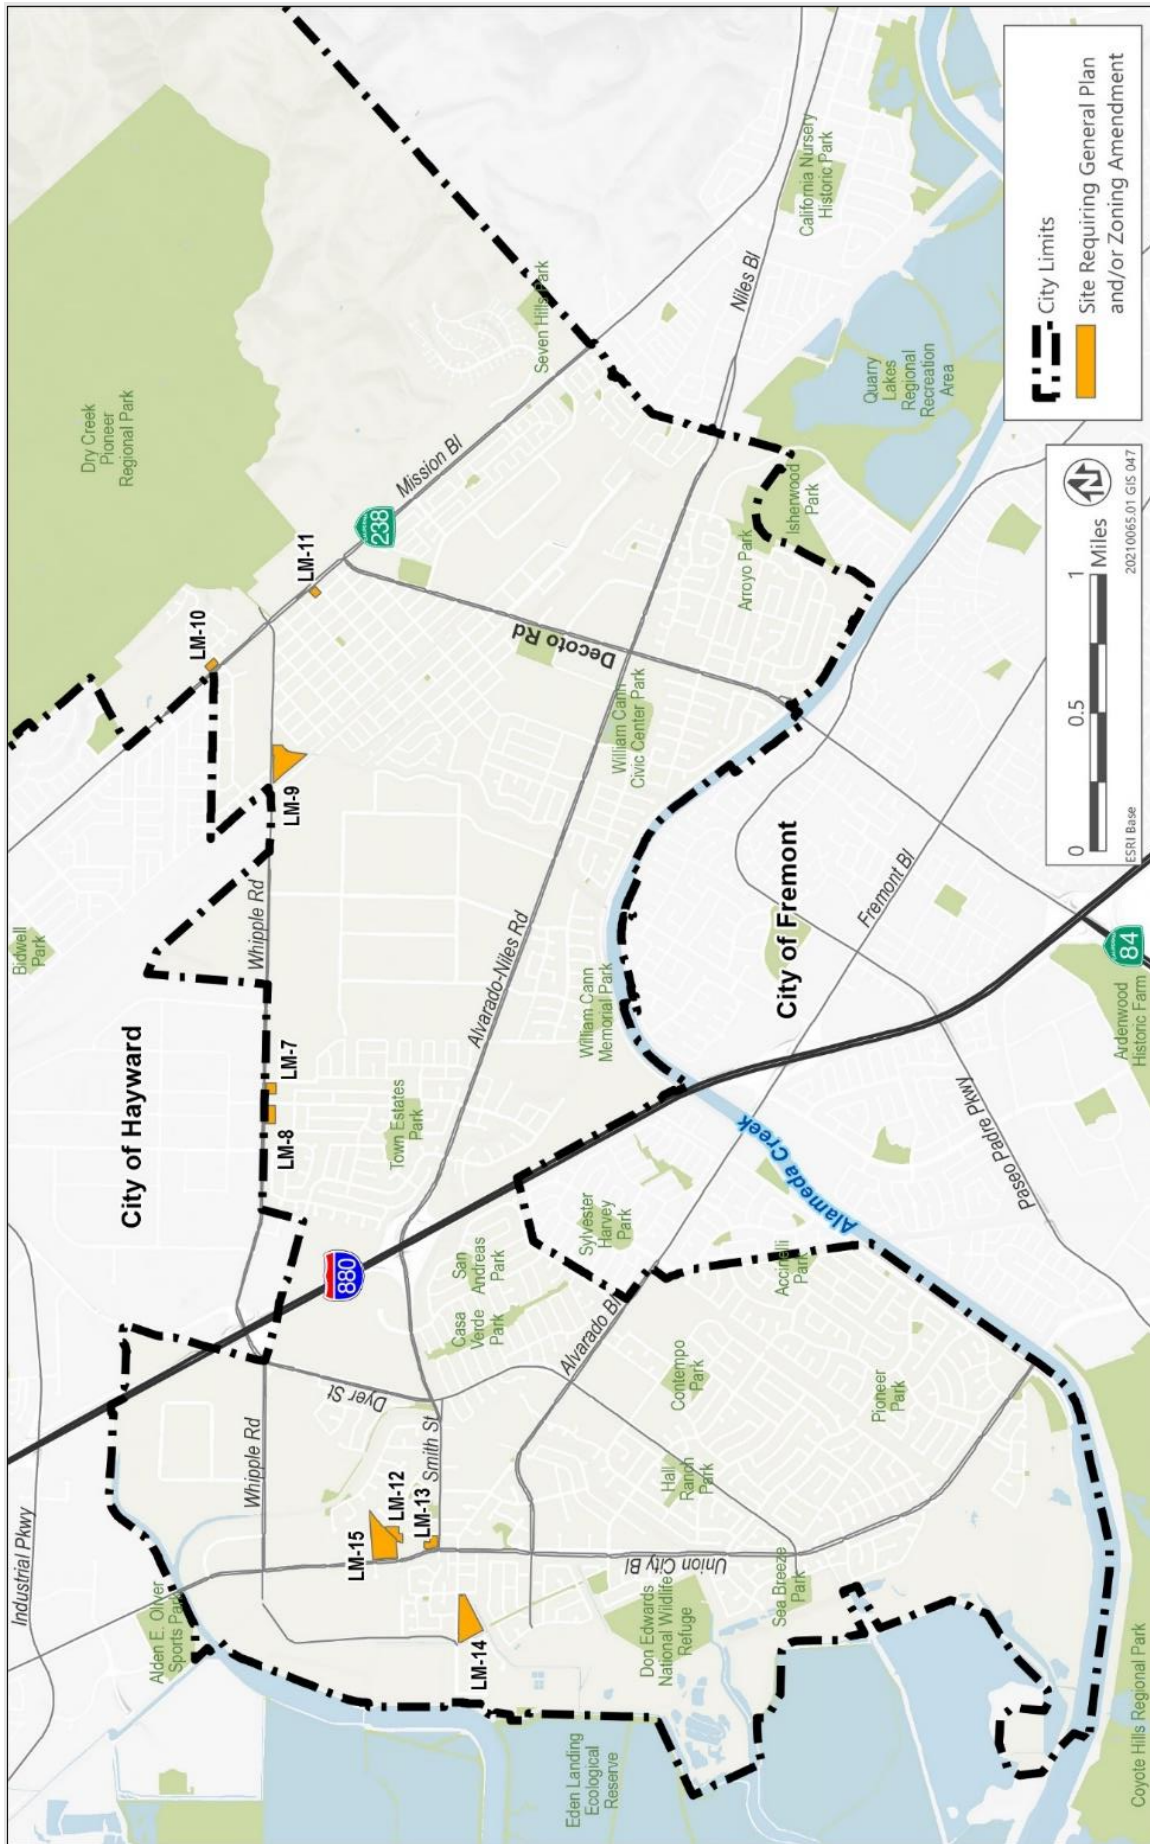 Industrial Pkwy
City of Hayward
Bidwell
Park
Dry Creek
Pioneer
Regional Park
Alden E. Oliver
Sports Park
Whipple Rd
880
Whipple Rd
LM-8
LM-7
LM-9
LM-10
LM-11
238
Mission Bl
Seven Hills Park
Dyer St
LM-15
LM-12
LM-13
Smith St
LM-14
Casa
Verde
Park
San
Andreas
Park
Town Estates
Park
Alvarado-Niles Rd
Decoto Rd
Niles Bl
California Nursery
Historic Park
Eden Landing
Ecological
Reserve
Don Edwards
National Wildlife
Refuge
Union City Bl
Hall
Ranch
Park
Contempo
Park
Alvarado Bl
Sylvester
Harvey
Park
William Cann
Memorial Park
William Cann
Civic Center Park
Arroyo Park
Isherwood
Park
Quarry
Lakes
Regional
Recreation
Area
Sea Breeze
Park
Pioneer
Park
Accinelli
Park
Alameda Creek
City of Fremont
Fremont Bl
Paseo Padre Pkwy
Coyote Hills Regional Park
Ardenwood
Historic Farm
84
0
0.5
1
Miles
N
ESRI Base
20210065.01 GIS 047
City Limits
Site Requiring General Plan
and/or Zoning Amendment